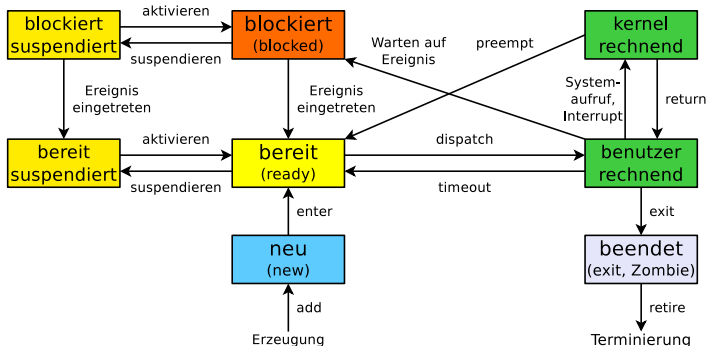 blockiert
suspendiert
aktivieren
suspendieren
blockiert
(blocked)
Warten auf
Ereignis
preempt
kernel
rechnend
Ereignis
eingetreten
Ereignis
eingetreten
System-
aufruf,
Interrupt
return
bereit
suspendiert
aktivieren
suspendieren
bereit
(ready)
dispatch
timeout
benutzer
rechnend
enter
exit
neu
(new)
beendet
(exit, Zombie)
add
retire
Erzeugung
Terminierung